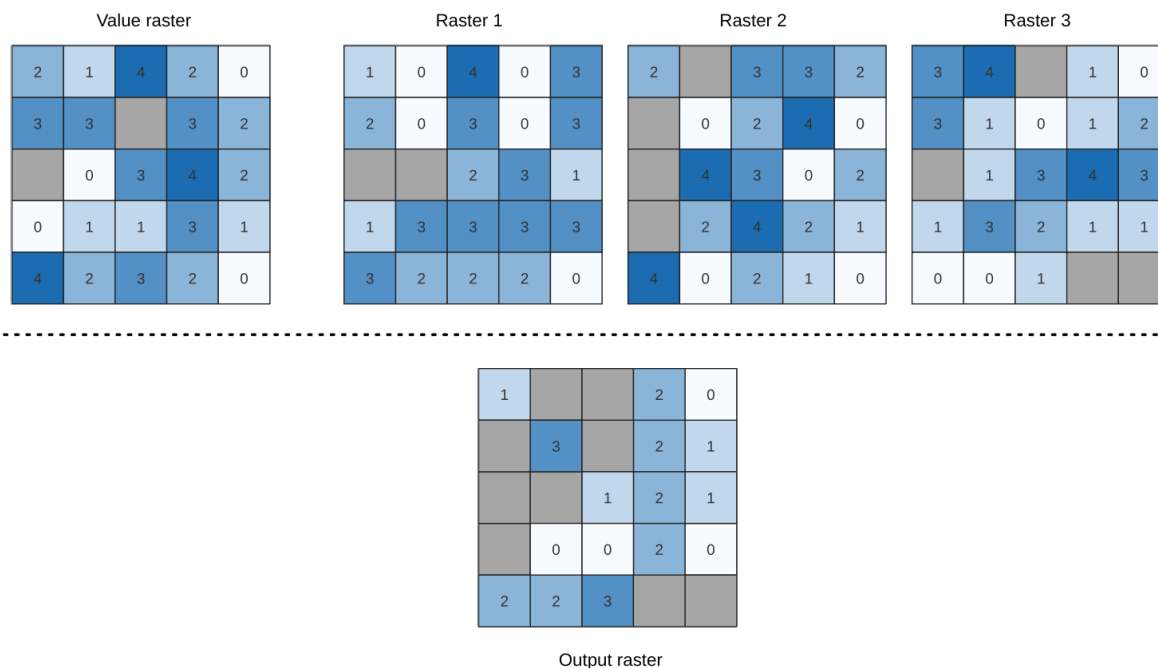 Value raster Raster 1 Raster 2 Raster 3
2 1 4 2 0 1 0 4 0 3 2 3 3 2 3 4 1 0
3 3 3 2 2 0 3 0 3 0 2 4 0 3 1 0 1 2
0 3 4 2 2 3 1 4 3 0 2 1 3 4 3
0 1 1 3 1 1 3 3 3 3 2 4 2 1 1 3 2 1 1
4 2 3 2 0 3 2 2 2 0 4 0 2 1 0 0 0 1
1 2 0
3 2 1
1 2 1
0 0 2 0
2 2 3
Output raster